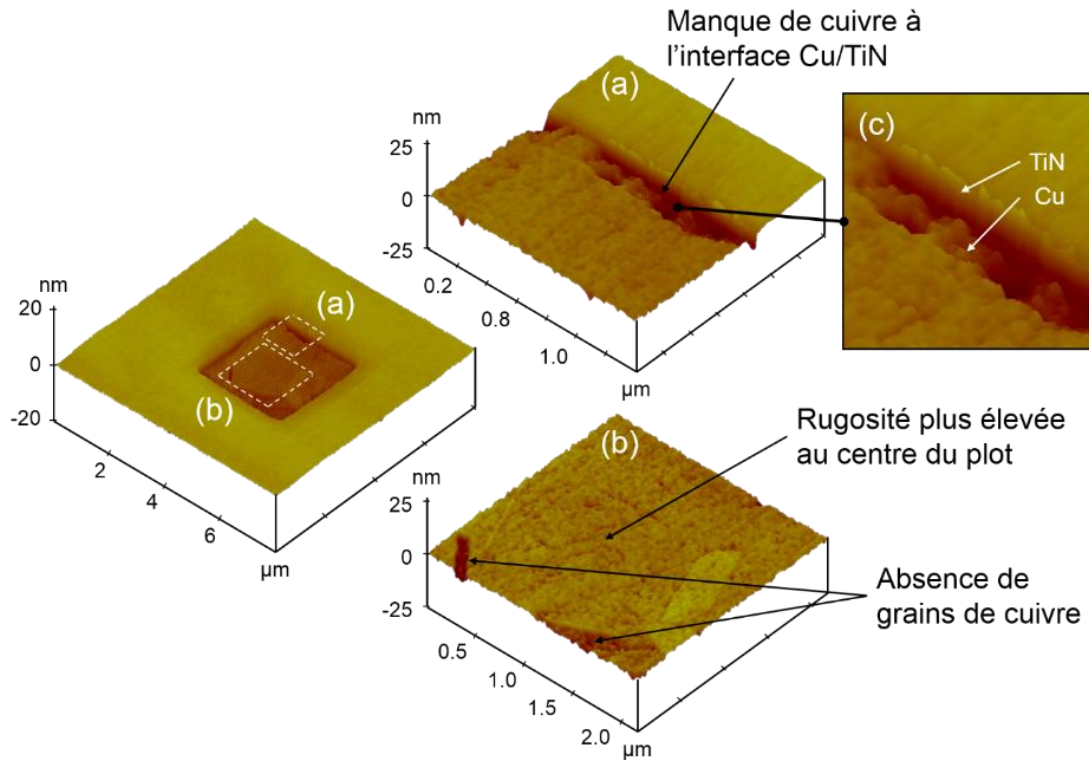 Manque de cuivre à
l'interface Cu/TiN
(a)
nm
25
0
-25
0.2
0.8
1.0
µm
(c)
TiN
Cu
nm
20
0
-20
(a)
(b)
2
4
6
µm
Rugosité plus élevée
au centre du plot
(b)
nm
25
0
-25
0.5
1.0
1.5
2.0
µm
Absence de
grains de cuivre